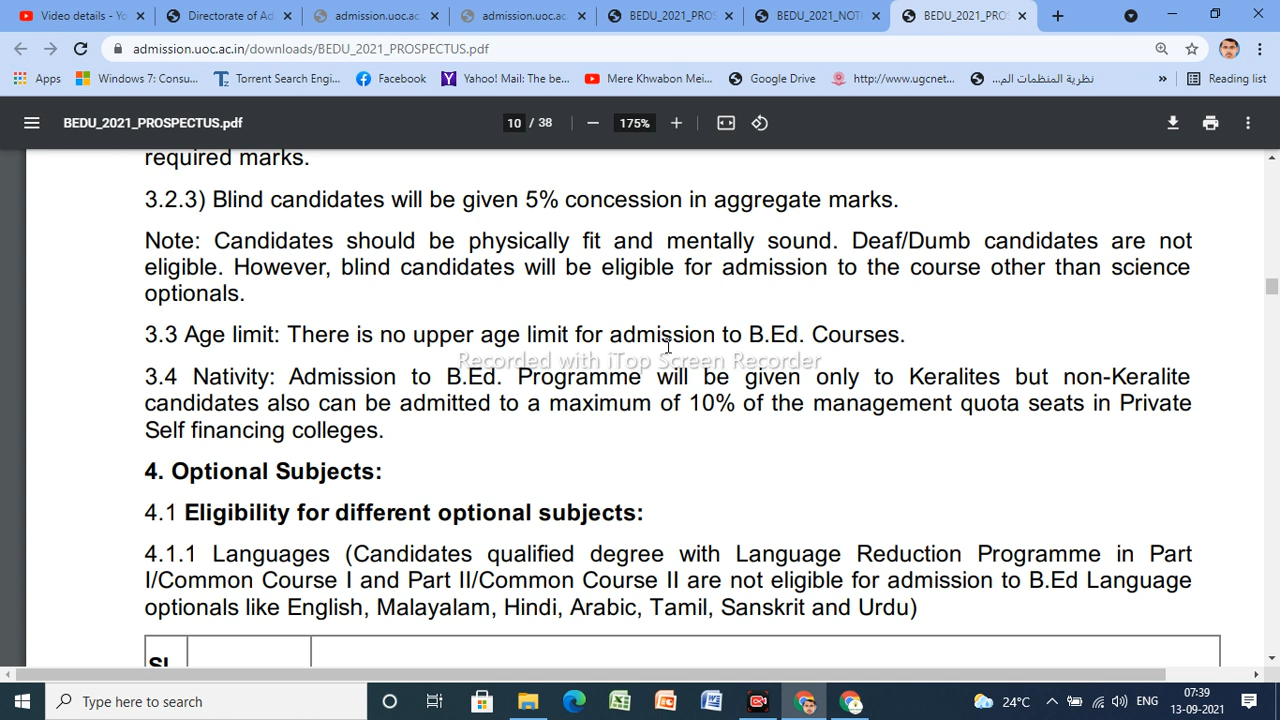 Video details - Yo
Directorate of Ad
admission.uoc.ac
admission.uoc.ac
BEDU_2021_PROS
BEDU_2021_NOTI
BEDU_2021_PROS
admission.uoc.ac.in/downloads/BEDU_2021_PROSPECTUS.pdf
Apps
Windows 7: Consu...
Torrent Search Engi...
Facebook
Yahoo! Mail: The be...
Mere Khwabon Mei...
Google Drive
http://www.ugcnet...
نظرية المنظمات الم...
Reading list
BEDU_2021_PROSPECTUS.pdf
10 / 38
175%
required marks.
3.2.3) Blind candidates will be given 5% concession in aggregate marks.
Note: Candidates should be physically fit and mentally sound. Deaf/Dumb candidates are not
eligible. However, blind candidates will be eligible for admission to the course other than science
optionals.
3.3 Age limit: There is no upper age limit for admission to B.Ed. Courses.
Recorded with iTop Screen Recorder
3.4 Nativity: Admission to B.Ed. Programme will be given only to Keralites but non-Keralite
candidates also can be admitted to a maximum of 10% of the management quota seats in Private
Self financing colleges.
4. Optional Subjects:
4.1 Eligibility for different optional subjects:
4.1.1 Languages (Candidates qualified degree with Language Reduction Programme in Part
I/Common Course I and Part II/Common Course II are not eligible for admission to B.Ed Language
optionals like English, Malayalam, Hindi, Arabic, Tamil, Sanskrit and Urdu)
Sl
Type here to search
24°C
ENG
07:39
13-09-2021